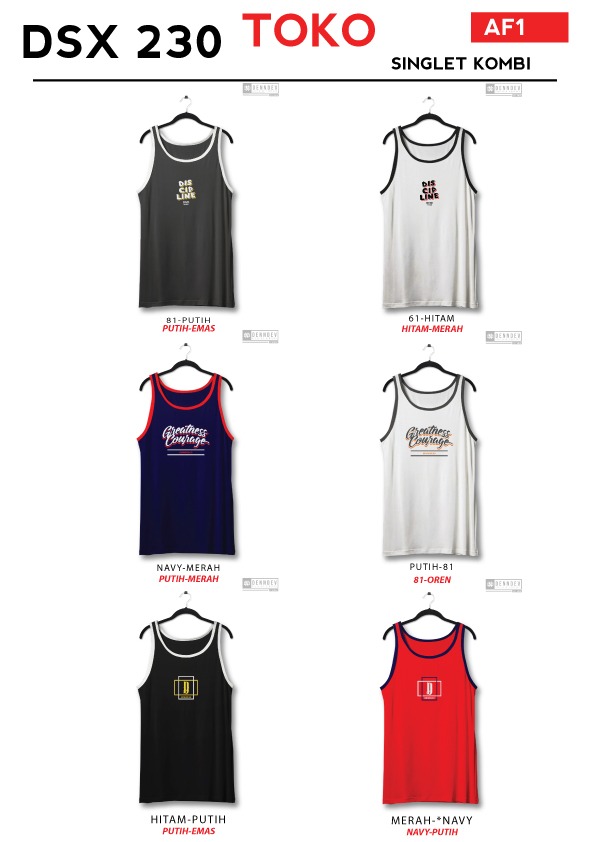 DSX 230
TOKO
AF1
SINGLET KOMBI
DENNDEV
DENNDEV
DIS
CIP
LINE
DIS
CIP
LINE
81-PUTIH
PUTIH-EMAS
61-HITAM
HITAM-MERAH
DENNDEV
DENNDEV
Greatness
Courage
Greatness
Courage
NAVY-MERAH
PUTIH-MERAH
PUTIH-81
81-OREN
DENNDEV
DENNDEV
HITAM-PUTIH
PUTIH-EMAS
MERAH-*NAVY
NAVY-PUTIH